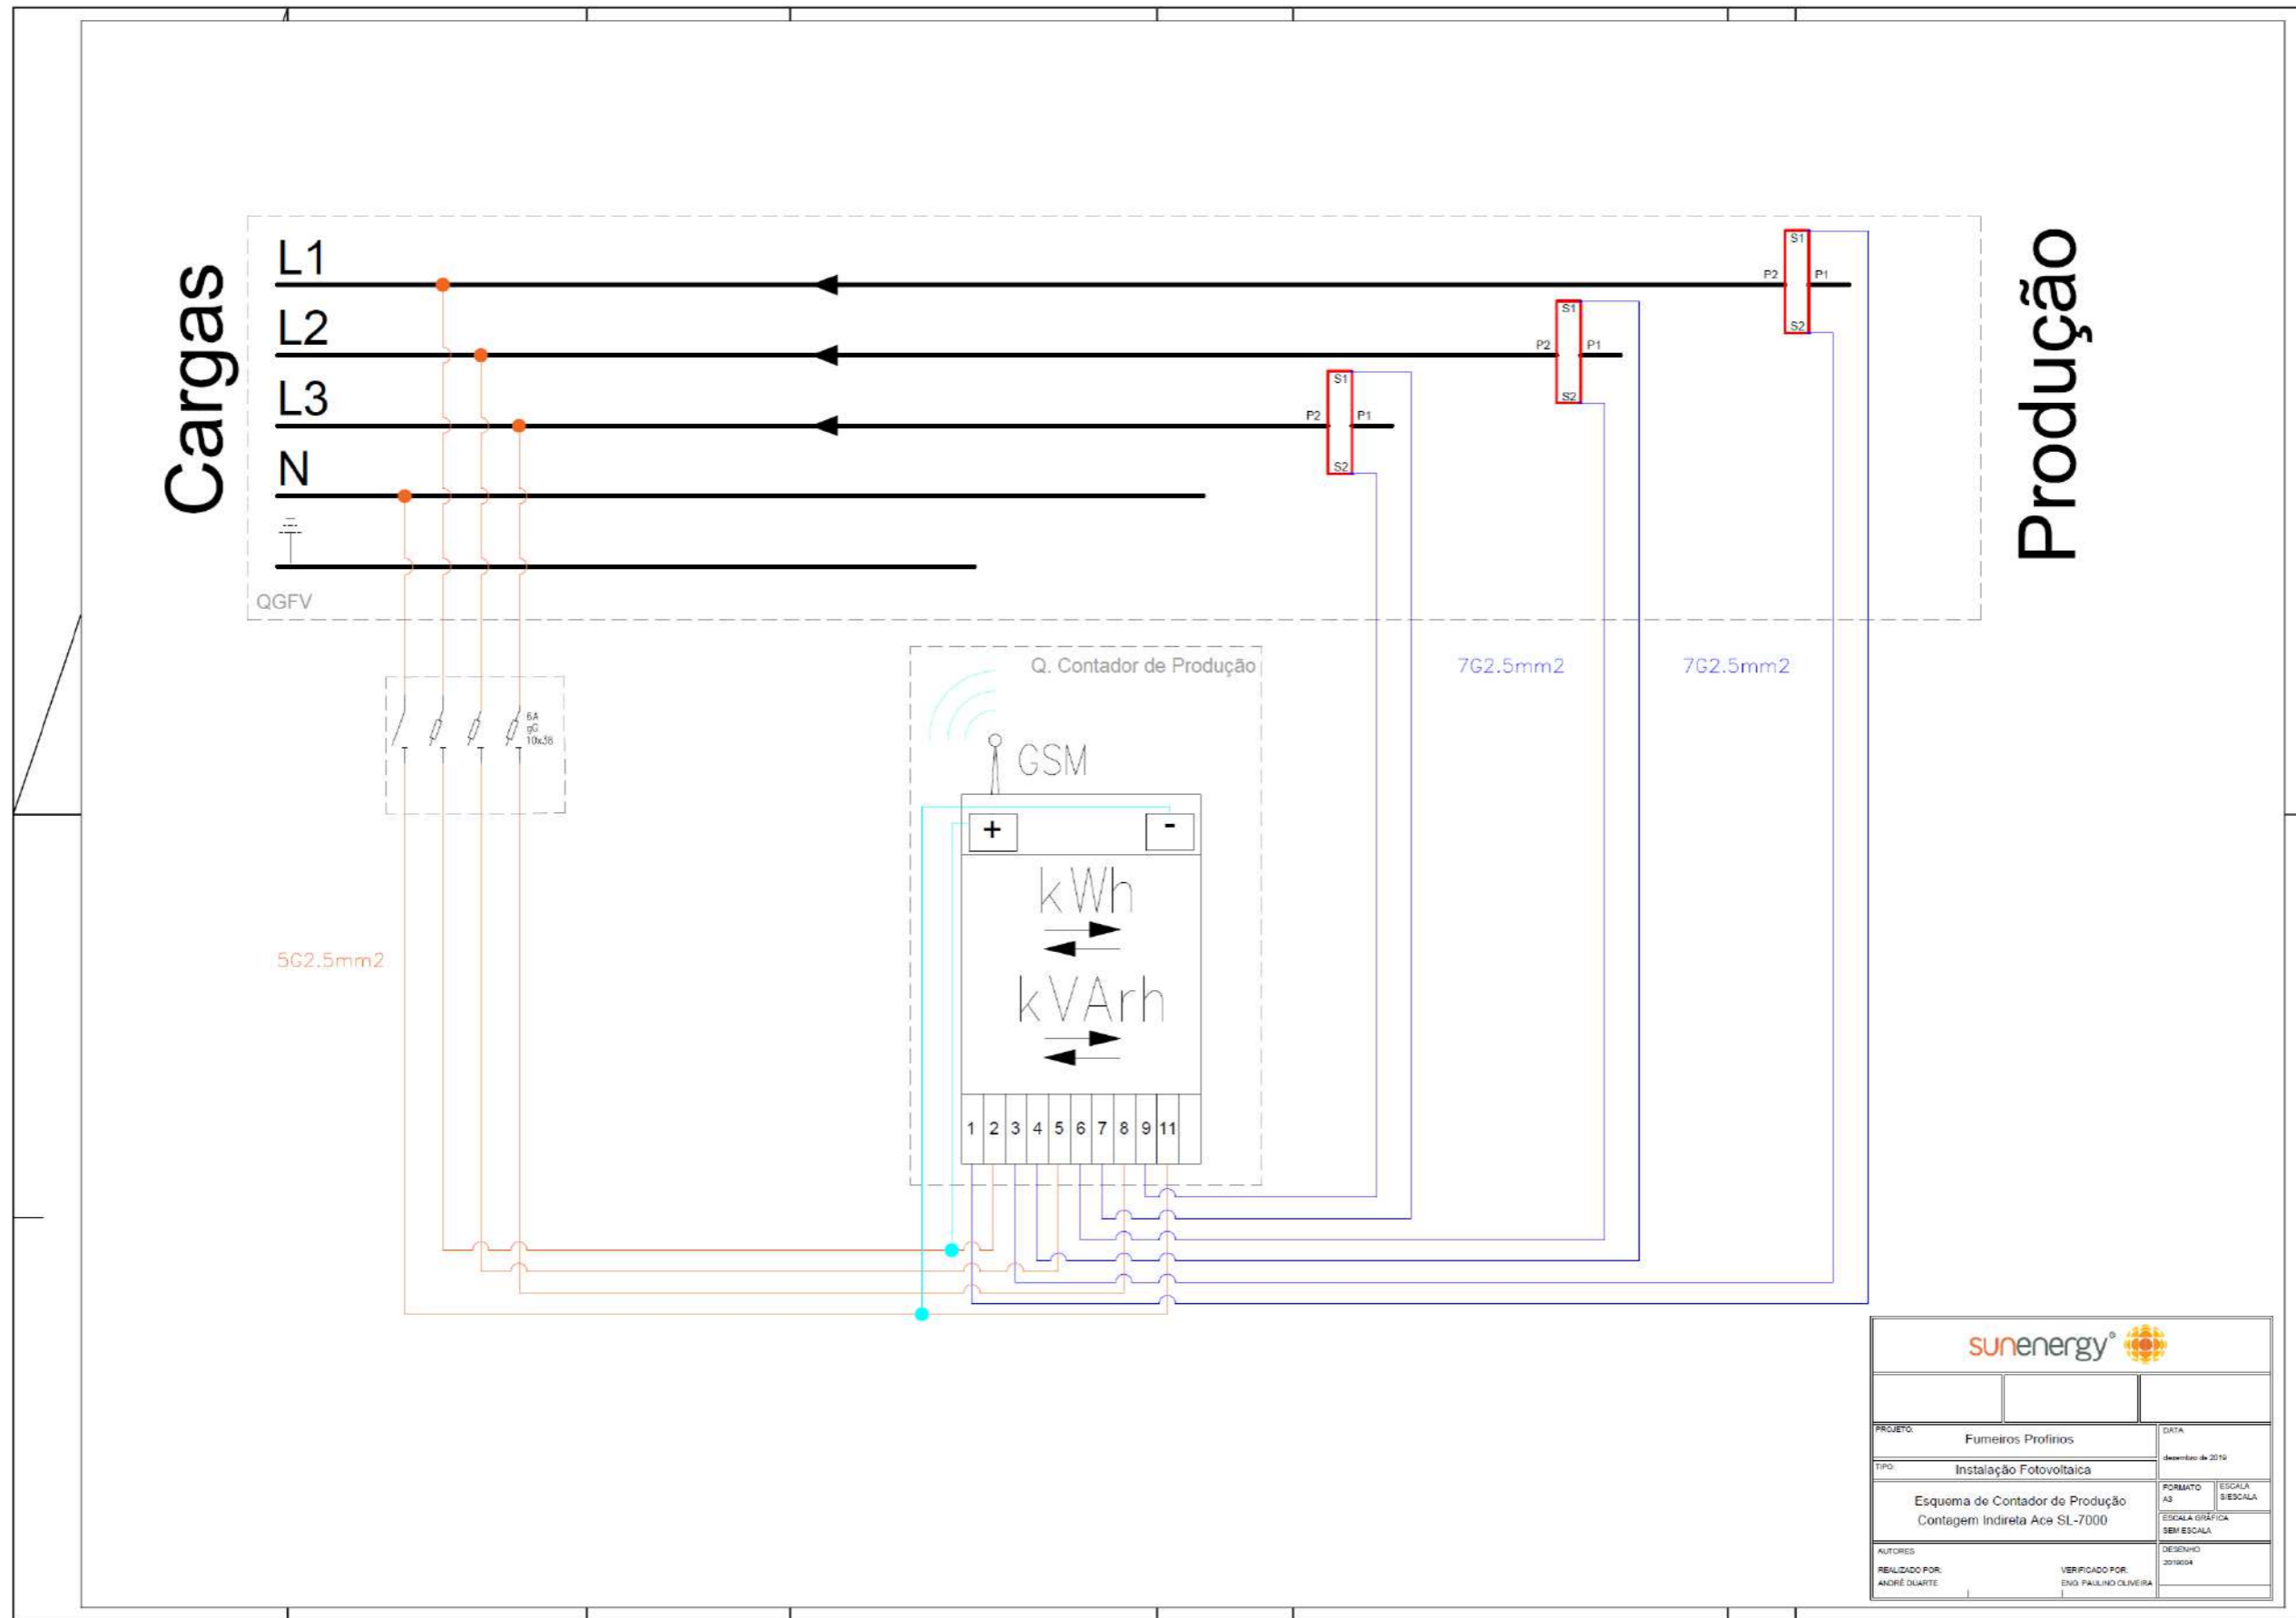 Cargas
L1
L2
L3
N
QGFV
S1
P2
P1
S2
S1
P2
P1
S2
S1
P2
P1
S2
Produção
Q. Contador de Produção
7G2.5mm2
7G2.5mm2
6A
gG
10x38
GSM
+ -
kWh
kVArh
5G2.5mm2
1 2 3 4 5 6 7 8 9 11
sunenergy®
PROJETO:
Fumeiros Profirios
DATA
dezembro de 2019
TIPO:
Instalação Fotovoltaica
Esquema de Contador de Produção
Contagem Indireta Ace SL-7000
FORMATO
A3
ESCALA
S/ESCALA
ESCALA GRÁFICA
SEM ESCALA
AUTORES
REALIZADO POR:
ANDRÉ DUARTE
VERIFICADO POR:
ENG. PAULINO OLIVEIRA
DESENHO
2019004